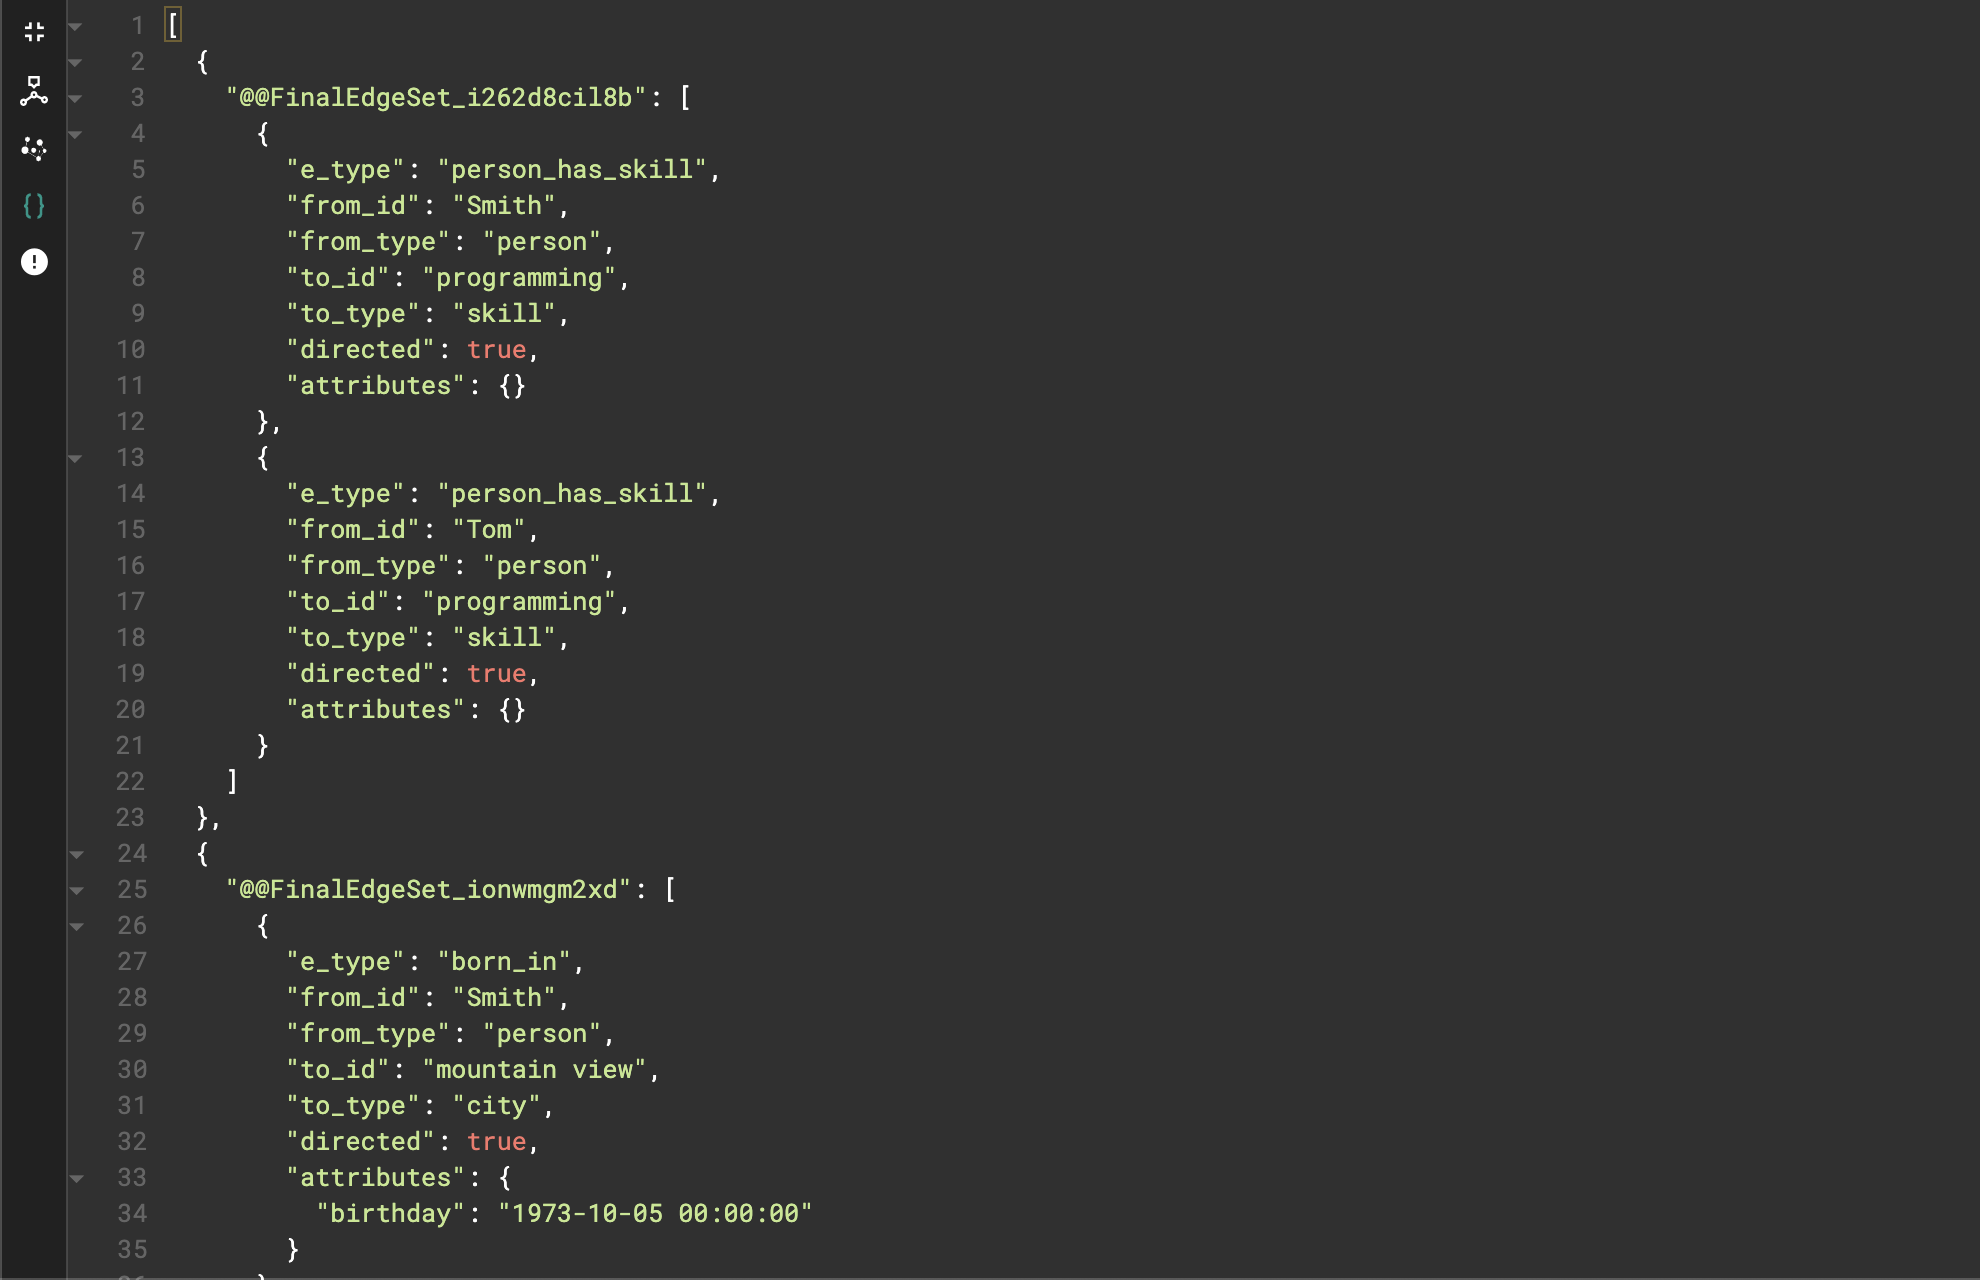 1 [
2 {
3 "@@FinalEdgeSet_i262d8cil8b": [
4 {
5 "e_type": "person_has_skill",
6 "from_id": "Smith",
7 "from_type": "person",
8 "to_id": "programming",
9 "to_type": "skill",
10 "directed": true,
11 "attributes": {}
12 },
13 {
14 "e_type": "person_has_skill",
15 "from_id": "Tom",
16 "from_type": "person",
17 "to_id": "programming",
18 "to_type": "skill",
19 "directed": true,
20 "attributes": {}
21 }
22 ]
23 },
24 {
25 "@@FinalEdgeSet_ionwmgm2xd": [
26 {
27 "e_type": "born_in",
28 "from_id": "Smith",
29 "from_type": "person",
30 "to_id": "mountain view",
31 "to_type": "city",
32 "directed": true,
33 "attributes": {
34 "birthday": "1973-10-05 00:00:00"
35 }